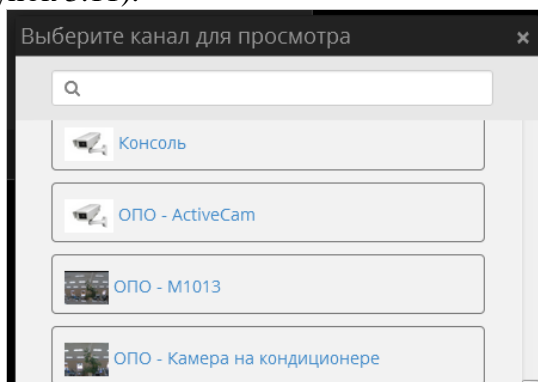 Выберите канал для просмотра ×
Консоль
ОПО - ActiveCam
ОПО - M1013
ОПО - Камера на кондиционере